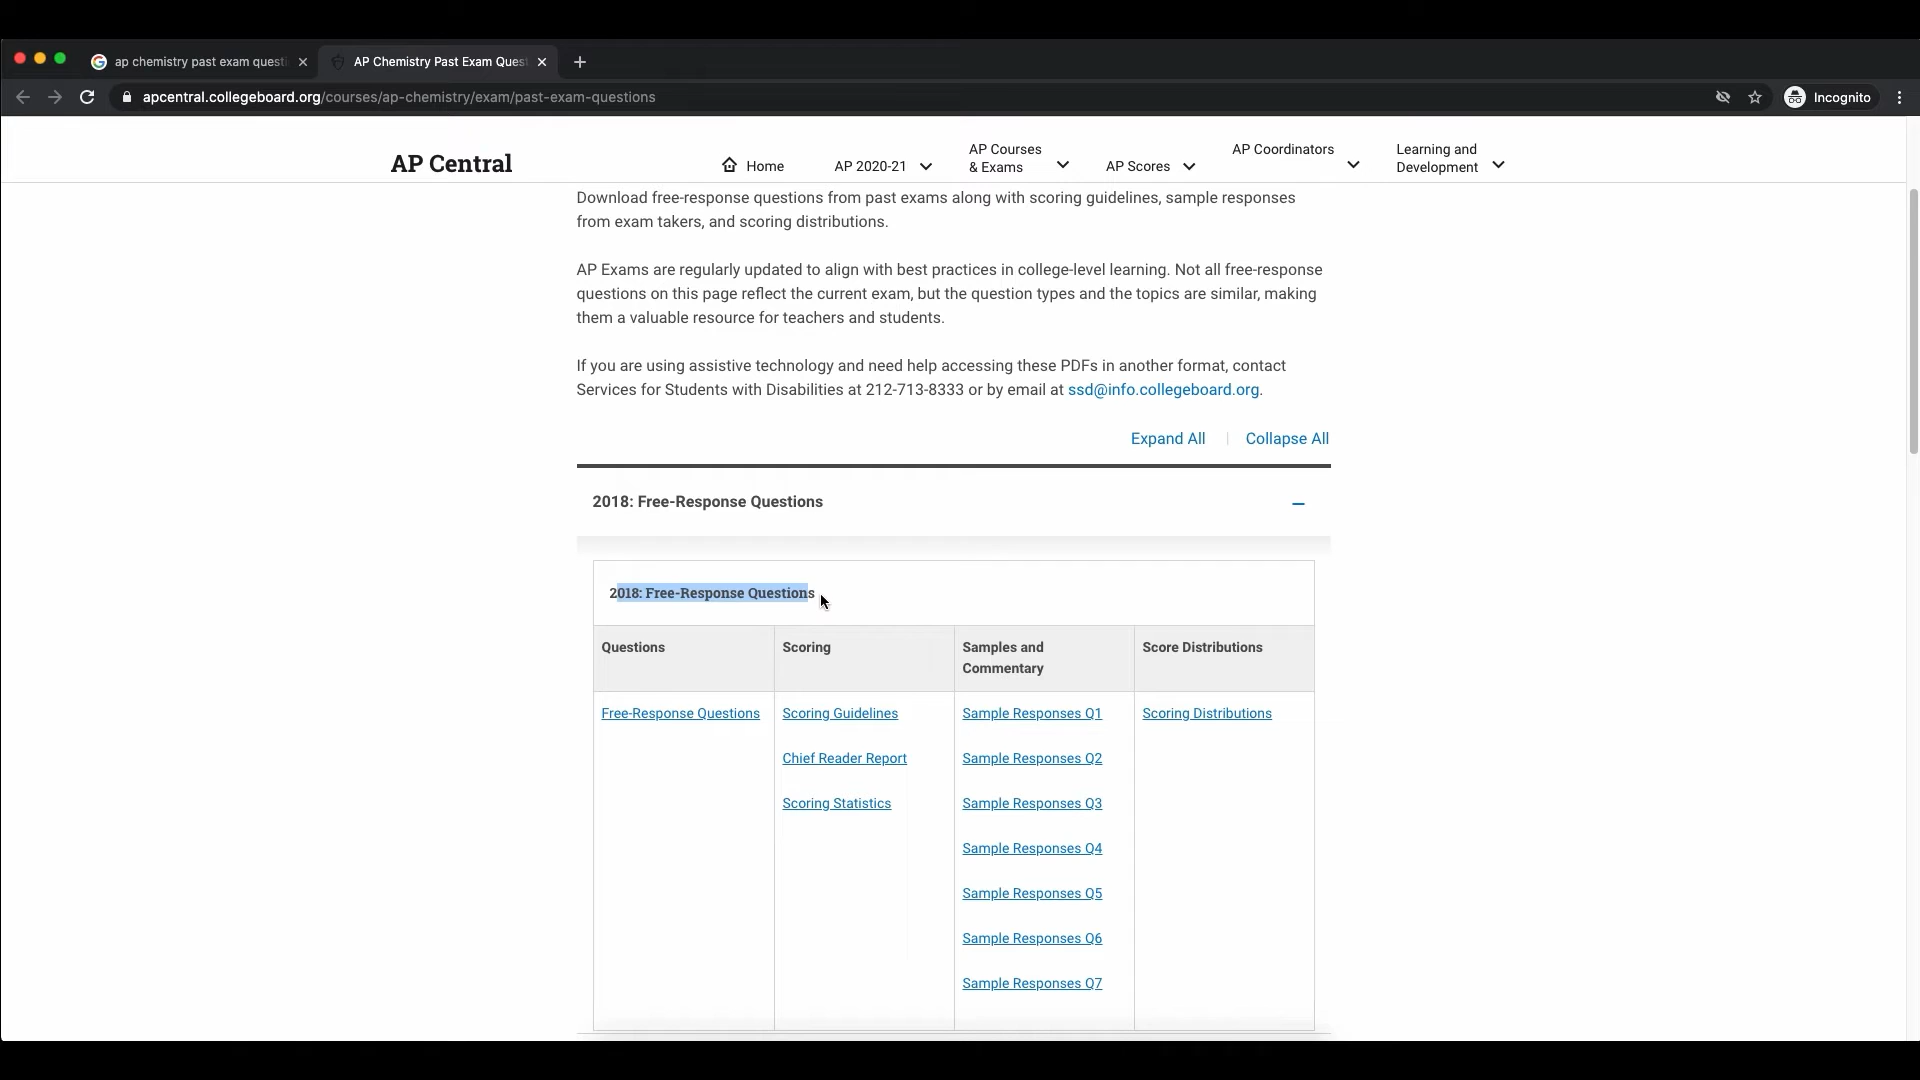 ap chemistry past exam questi
AP Chemistry Past Exam Ques
apcentral.collegeboard.org/courses/ap-chemistry/exam/past-exam-questions
Incognito
AP Central
Home
AP 2020-21
AP Courses
& Exams
AP Scores
AP Coordinators
Learning and
Development
Download free-response questions from past exams along with scoring guidelines, sample responses
from exam takers, and scoring distributions.
AP Exams are regularly updated to align with best practices in college-level learning. Not all free-response
questions on this page reflect the current exam, but the question types and the topics are similar, making
them a valuable resource for teachers and students.
If you are using assistive technology and need help accessing these PDFs in another format, contact
Services for Students with Disabilities at 212-713-8333 or by email at ssd@info.collegeboard.org.
Expand All | Collapse All
2018: Free-Response Questions
2018: Free-Response Questions
Questions
Scoring
Samples and
Commentary
Score Distributions
Free-Response Questions
Scoring Guidelines
Chief Reader Report
Scoring Statistics
Sample Responses Q1
Sample Responses Q2
Sample Responses Q3
Sample Responses Q4
Sample Responses Q5
Sample Responses Q6
Sample Responses Q7
Scoring Distributions